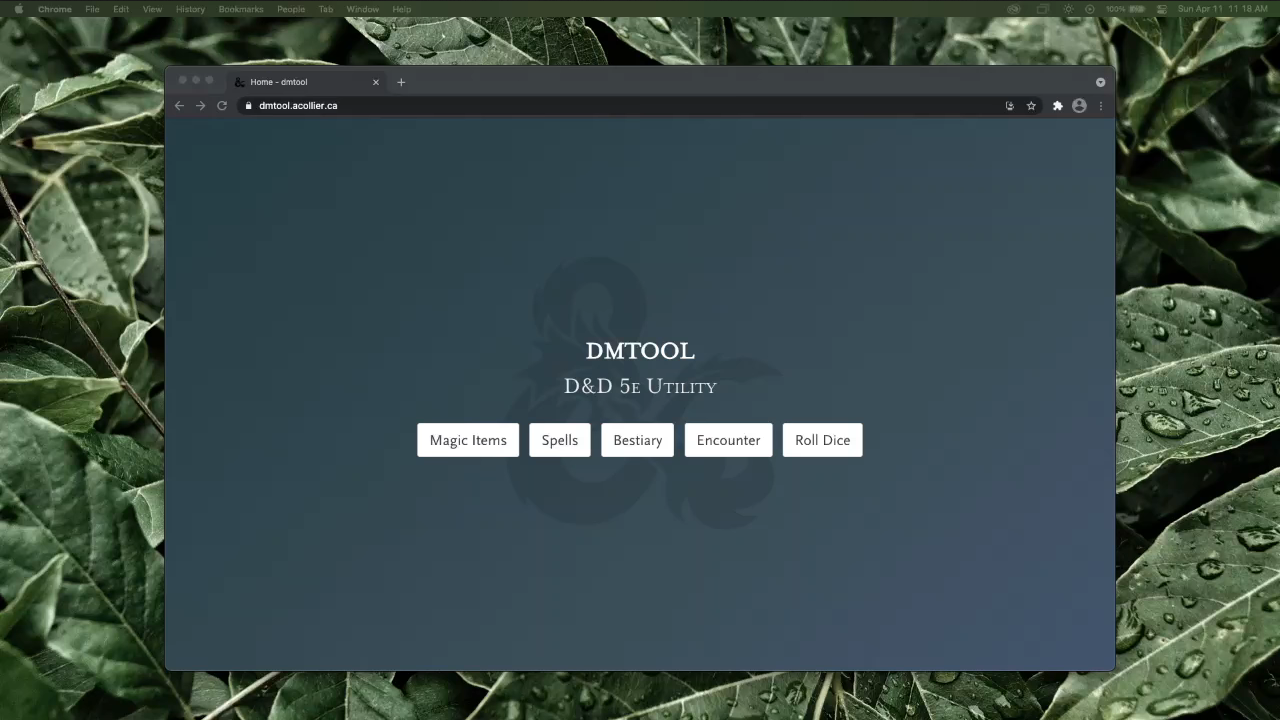 Chrome File Edit View History Bookmarks People Tab Window Help 100% Sun Apr 11 11:18 AM
Home - dmtool
dmtool.acollier.ca
DMTOOL
D&D 5E UTILITY
Magic Items Spells Bestiary Encounter Roll Dice